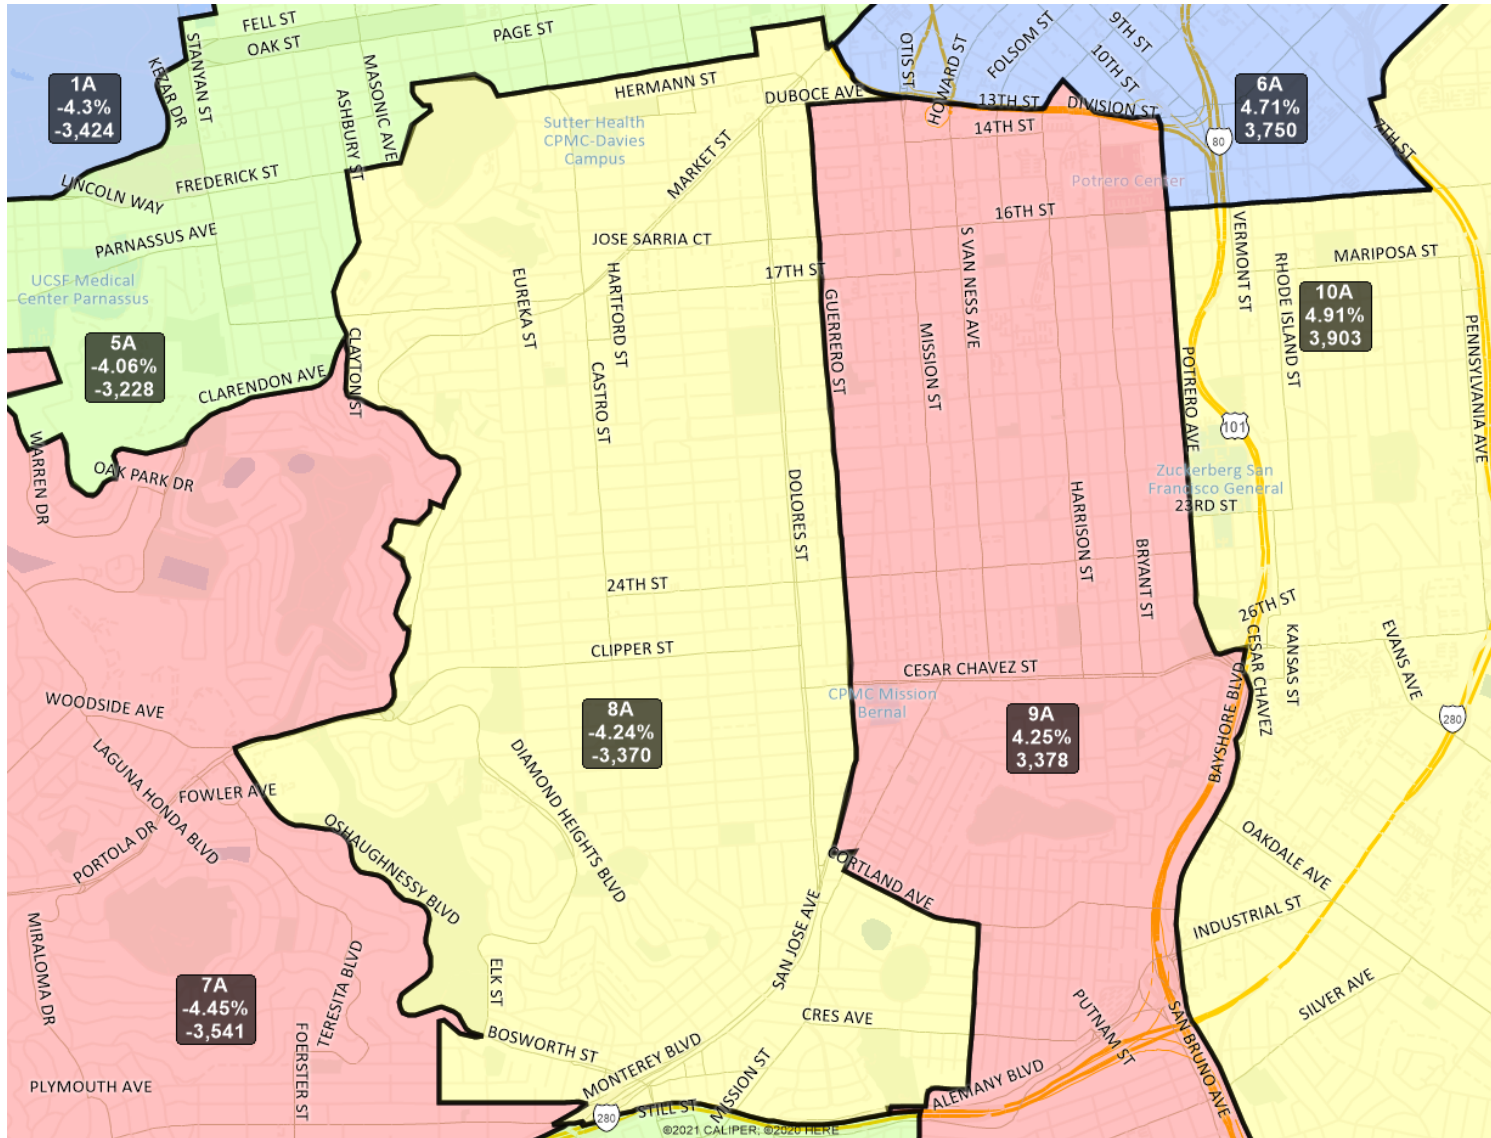 FELL ST
OAK ST
PAGE ST
STANYAN ST
KEZAR DR
MASONIC AVE
ASHBURY ST
OTIS ST
HOWARD ST
FOLSOM ST
9TH ST
10TH ST
1A
-4.3%
-3,424
6A
4.71%
3,750
80
7TH ST
HERMANN ST
DUBOCE AVE
13TH ST
DIVISION ST
14TH ST
Sutter Health
CPMC-Davies
Campus
MARKET ST
Potrero Center
LINCOLN WAY
FREDERICK ST
16TH ST
PARNASSUS AVE
JOSE SARRIA CT
S VAN NESS AVE
VERMONT ST
MARIPOSA ST
UCSF Medical
Center Parnassus
EUREKA ST
HARTFORD ST
17TH ST
GUERRERO ST
RHODE ISLAND ST
10A
4.91%
3,903
PENNSYLVANIA AVE
5A
-4.06%
-3,228
CLAYTON ST
CLARENDON AVE
CASTRO ST
MISSION ST
POTRERO AVE
101
WARREN DR
OAK PARK DR
DOLORES ST
HARRISON ST
BRYANT ST
Zuckerberg San
Francisco General
23RD ST
24TH ST
26TH ST
CLIPPER ST
CESAR CHAVEZ ST
CESAR CHAVEZ
KANSAS ST
EVANS AVE
CPMC Mission
Bernal
BAYSHORE BLVD
WOODSIDE AVE
8A
-4.24%
-3,370
9A
4.25%
3,378
280
LAGUNA HONDA BLVD
DIAMOND HEIGHTS BLVD
FOWLER AVE
PORTOLA DR
OSHAUGHNESSY BLVD
CORTLAND AVE
OAKDALE AVE
INDUSTRIAL ST
SAN JOSE AVE
MIRALOMA DR
TERESITA BLVD
ELK ST
7A
-4.45%
-3,541
CRES AVE
SILVER AVE
PUTNAM ST
SAN BRUNO AVE
FOERSTER ST
BOSWORTH ST
MONTEREY BLVD
MISSION ST
ALEMANY BLVD
PLYMOUTH AVE
280
STILL ST
©2021 CALIPER; ©2020 HERE